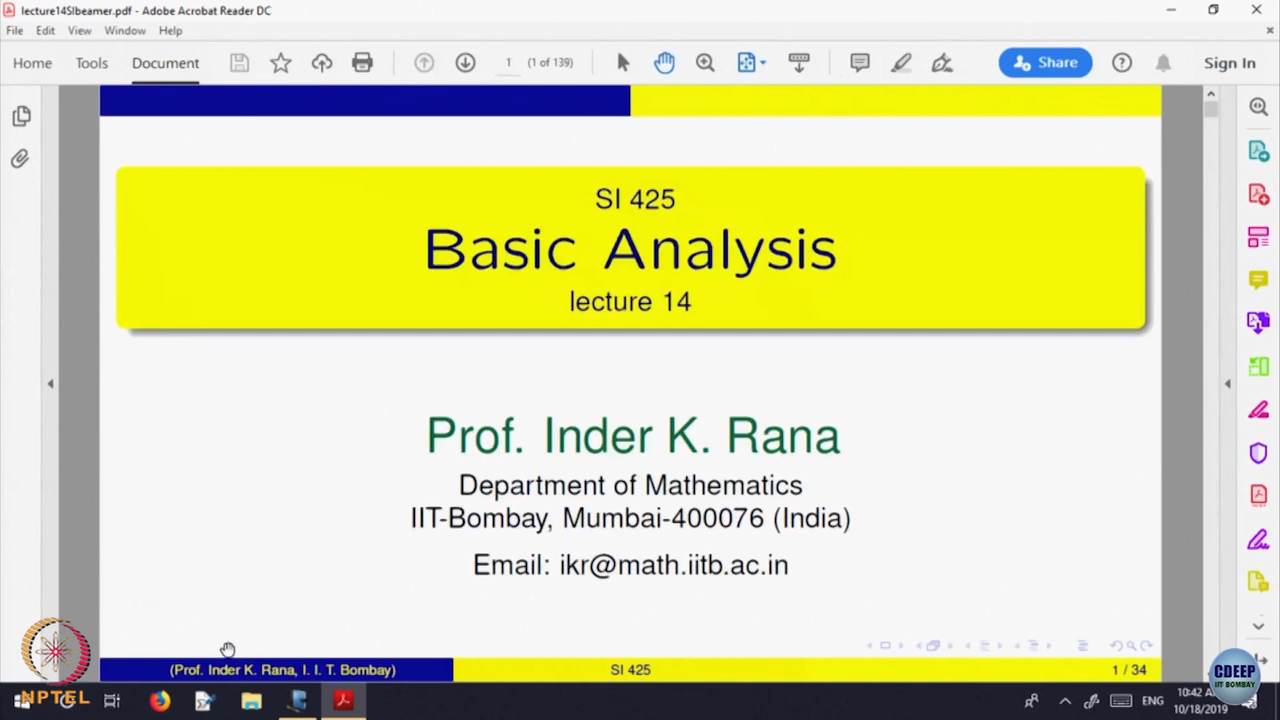 lecture14SIbeamer.pdf - Adobe Acrobat Reader DC
File Edit View Window Help
Home Tools Document 1 (1 of 139) Share Sign In
SI 425
Basic Analysis
lecture 14
Prof. Inder K. Rana
Department of Mathematics
IIT-Bombay, Mumbai-400076 (India)
Email: ikr@math.iitb.ac.in
(Prof. Inder K. Rana, I. I. T. Bombay) SI 425 1 / 34
NPTEL
CDEEP
IIT BOMBAY
ENG
10:42
10/18/2019